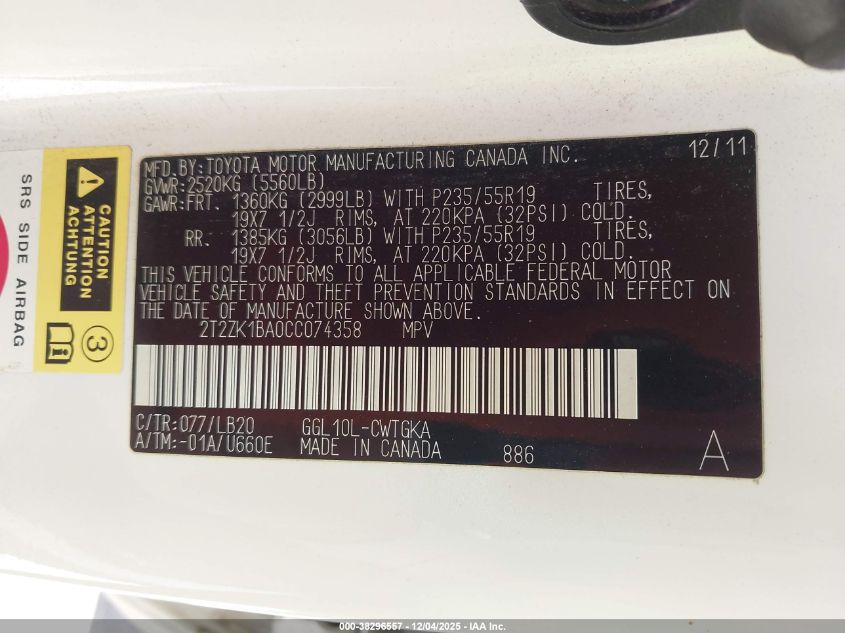 MFD.BY:TOYOTA MOTOR MANUFACTURING CANADA INC. 12/11
GVWR:2520KG (5560LB)
GAWR:FRT. 1360KG (2999LB) WITH P235/55R19 TIRES,
19X7 1/2J RIMS, AT 220KPA (32PSI) COLD.
RR. 1385KG (3056LB) WITH P235/55R19 TIRES,
19X7 1/2J RIMS, AT 220KPA (32PSI) COLD.
THIS VEHICLE CONFORMS TO ALL APPLICABLE FEDERAL MOTOR
VEHICLE SAFETY AND THEFT PREVENTION STANDARDS IN EFFECT ON
THE DATE OF MANUFACTURE SHOWN ABOVE.
2T2ZK1BA0CC074358 MPV
C/TR:077/LB20 GGL10L-CWTGKA
A/TM:-01A/U660E MADE IN CANADA 886 A
CAUTION
ATTENTION
ACHTUNG
3
SRS SIDE AIRBAG
000-38296557 - 12/04/2025 - IAA Inc.